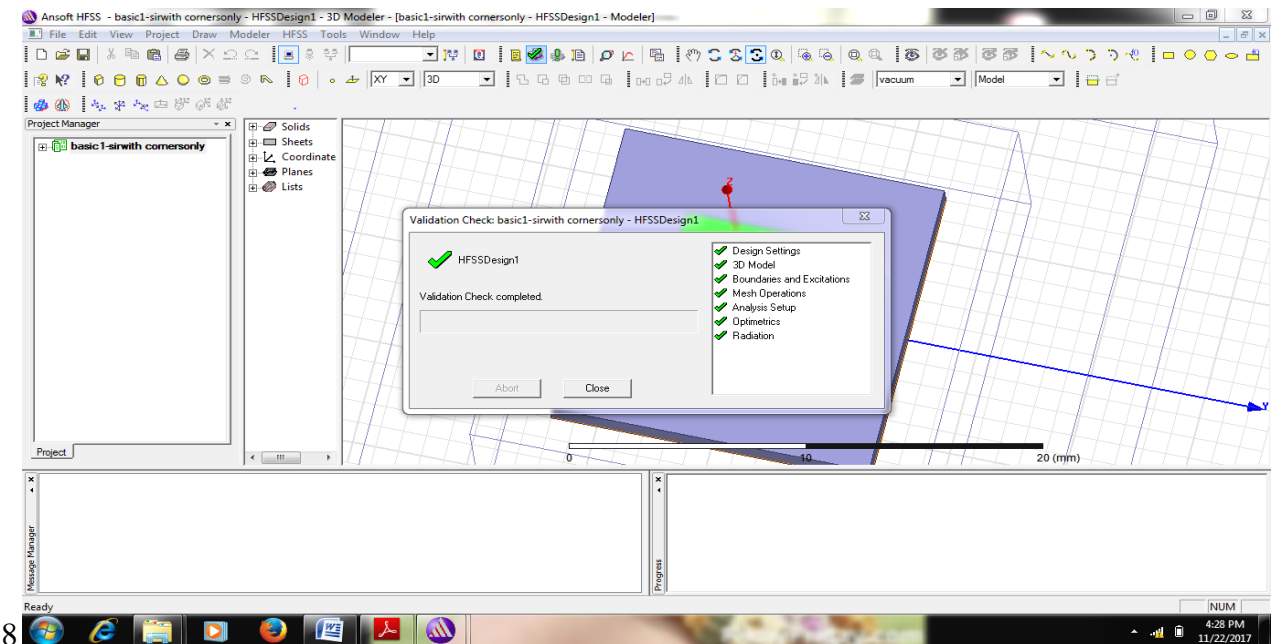 Ansoft HFSS - basic1-sirwith cornersonly - HFSSDesign1 - 3D Modeler - [basic1-sirwith cornersonly - HFSSDesign1 - Modeler]
File Edit View Project Draw Modeler HFSS Tools Window Help
XY 3D vacuum Model
Project Manager
basic1-sirwith cornersonly
Project
Solids
Sheets
Coordinate
Planes
Lists
Z
Validation Check: basic1-sirwith cornersonly - HFSSDesign1
HFSSDesign1
Validation Check completed.
Abort Close
Design Settings
3D Model
Boundaries and Excitations
Mesh Operations
Analysis Setup
Optimetrics
Radiation
Y
0 10 20 (mm)
Message Manager
Progress
Ready NUM
8
4:28 PM
11/22/2017